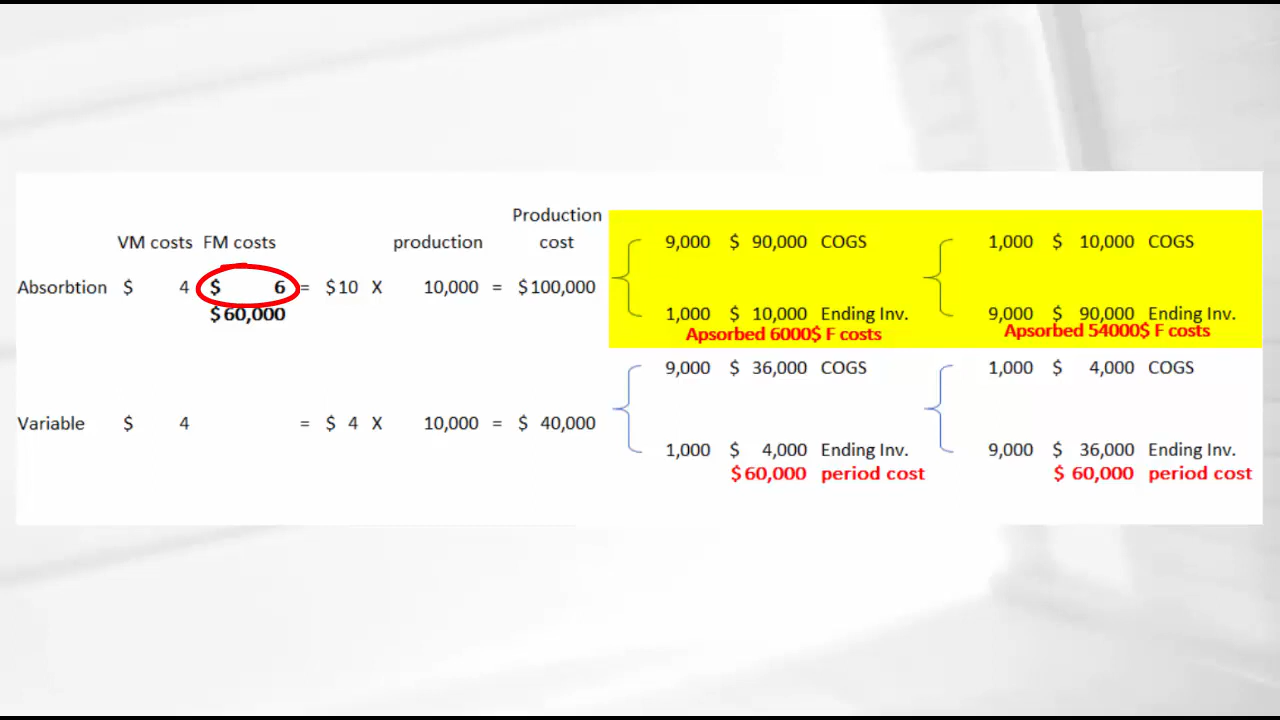 Production
VM costs FM costs production cost 9,000 $ 90,000 COGS 1,000 $ 10,000 COGS
Absorbtion $ 4 $ 6 = $10 X 10,000 = $100,000
$60,000 1,000 $ 10,000 Ending Inv. 9,000 $ 90,000 Ending Inv.
Apsorbed 6000$ F costs Apsorbed 54000$ F costs
9,000 $ 36,000 COGS 1,000 $ 4,000 COGS
Variable $ 4 = $ 4 X 10,000 = $ 40,000
1,000 $ 4,000 Ending Inv. 9,000 $ 36,000 Ending Inv.
$60,000 period cost $ 60,000 period cost